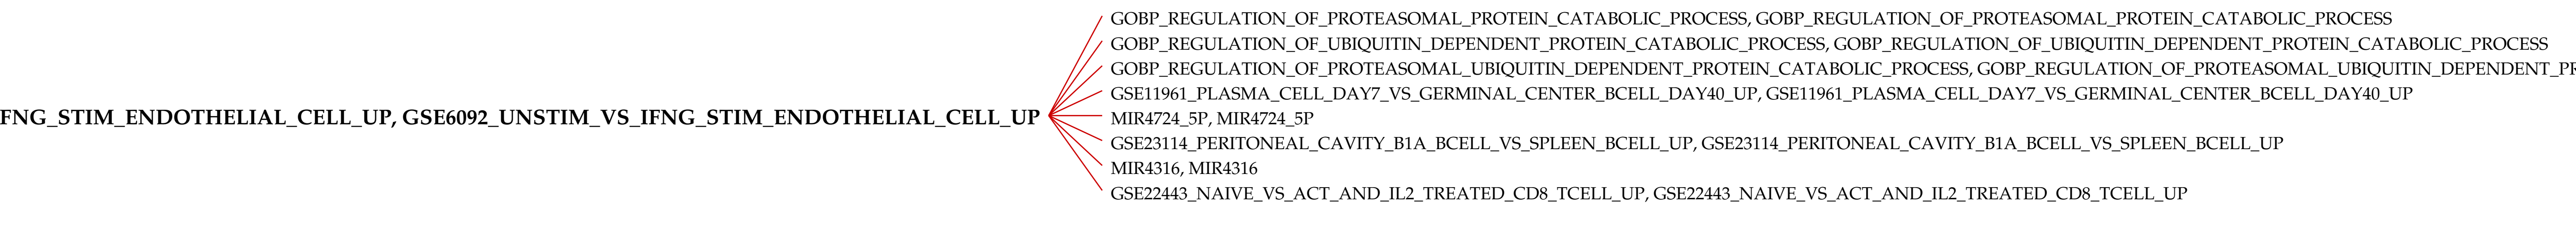 GOBP_REGULATION_OF_PROTEASOMAL_PROTEIN_CATABOLIC_PROCESS, GOBP_REGULATION_OF_PROTEASOMAL_PROTEIN_CATABOLIC_PROCESS
GOBP_REGULATION_OF_UBIQUITIN_DEPENDENT_PROTEIN_CATABOLIC_PROCESS, GOBP_REGULATION_OF_UBIQUITIN_DEPENDENT_PROTEIN_CATABOLIC_PROCESS
GOBP_REGULATION_OF_PROTEASOMAL_UBIQUITIN_DEPENDENT_PROTEIN_CATABOLIC_PROCESS, GOBP_REGULATION_OF_PROTEASOMAL_UBIQUITIN_DEPENDENT_PR
GSE11961_PLASMA_CELL_DAY7_VS_GERMINAL_CENTER_BCELL_DAY40_UP, GSE11961_PLASMA_CELL_DAY7_VS_GERMINAL_CENTER_BCELL_DAY40_UP
FNG_STIM_ENDOTHELIAL_CELL_UP, GSE6092_UNSTIM_VS_IFNG_STIM_ENDOTHELIAL_CELL_UP
MIR4724_5P, MIR4724_5P
GSE23114_PERITONEAL_CAVITY_B1A_BCELL_VS_SPLEEN_BCELL_UP, GSE23114_PERITONEAL_CAVITY_B1A_BCELL_VS_SPLEEN_BCELL_UP
MIR4316, MIR4316
GSE22443_NAIVE_VS_ACT_AND_IL2_TREATED_CD8_TCELL_UP, GSE22443_NAIVE_VS_ACT_AND_IL2_TREATED_CD8_TCELL_UP